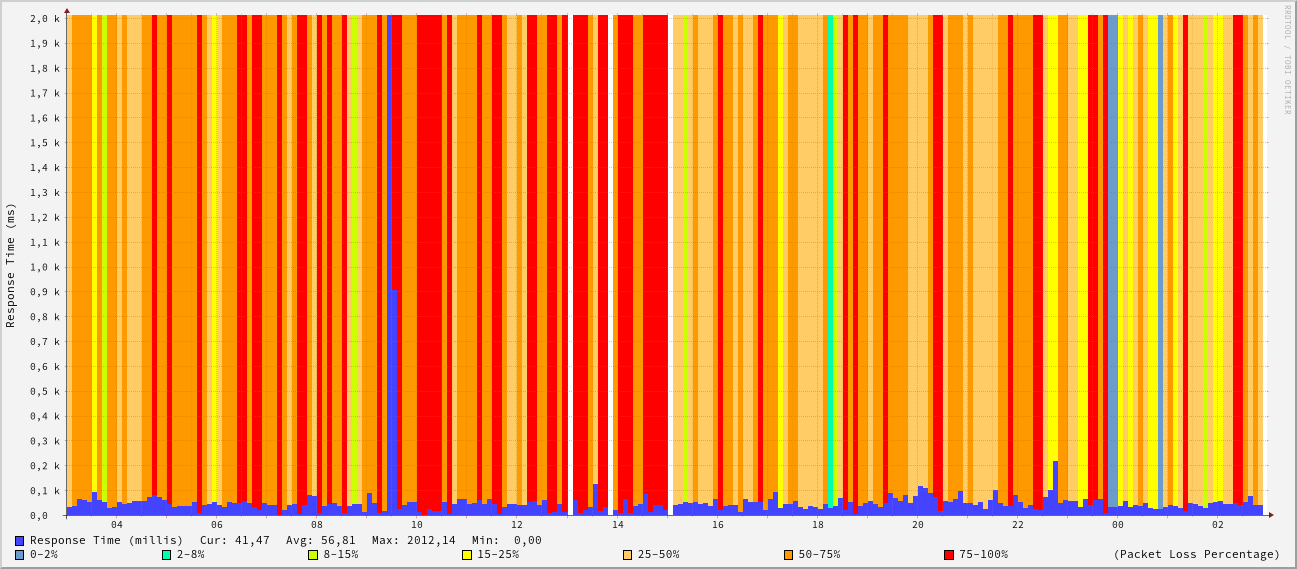 2,0 k
1,9 k
1,8 k
1,7 k
1,6 k
1,5 k
1,4 k
1,3 k
1,2 k
1,1 k
1,0 k
0,9 k
0,8 k
0,7 k
0,6 k
0,5 k
0,4 k
0,3 k
0,2 k
0,1 k
0,0
Response Time (ms)
RRDTOOL / TOBI OETIKER
04 06 08 10 12 14 16 18 20 22 00 02
Response Time (millis) Cur: 41,47 Avg: 56,81 Max: 2012,14 Min: 0,00
0-2% 2-8% 8-15% 15-25% 25-50% 50-75% 75-100% (Packet Loss Percentage)